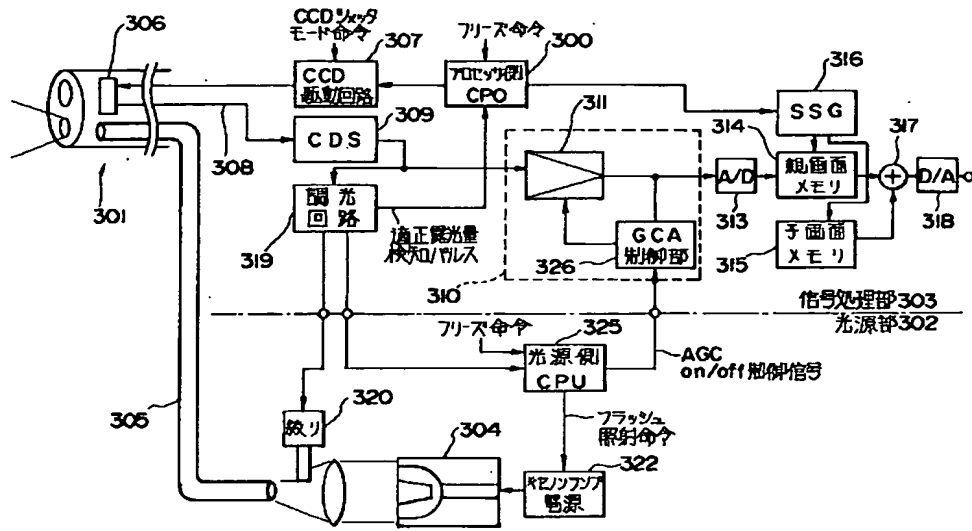 306
CCDシャッタ
モード命令
307
フリーズ命令
300
CCD
駆動回路
プロセッサ側
CPO
316
SSG
308
309
CDS
311
314
317
301
調光
回路
319
適正露光量
検知パルス
A/D
313
親画面
メモリ
D/A
318
GCA
制御部
326
310
子画面
メモリ
315
信号処理部303
光源部302
フリーズ命令
325
光源側
CPU
AGC
on/off制御信号
305
320
絞り
304
フラッシュ
照射命令
322
キセノンランプ
電源